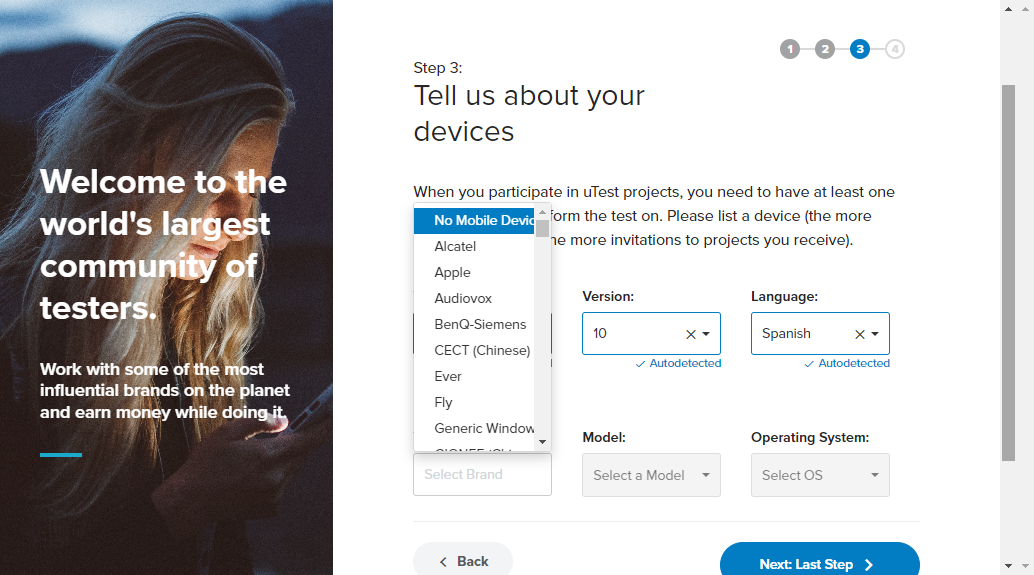 Welcome to the
world's largest
community of
testers.
Work with some of the most
influential brands on the planet
and earn money while doing it.
1 2 3 4
Step 3:
Tell us about your
devices
When you participate in uTest projects, you need to have at least one
form the test on. Please list a device (the more
more invitations to projects you receive).
No Mobile Devic
Alcatel
Apple
Audiovox
BenQ-Siemens
CECT (Chinese)
Ever
Fly
Generic Window
Select Brand
Version:
10
Autodetected
Language:
Spanish
Autodetected
Model:
Select a Model
Operating System:
Select OS
Back
Next: Last Step